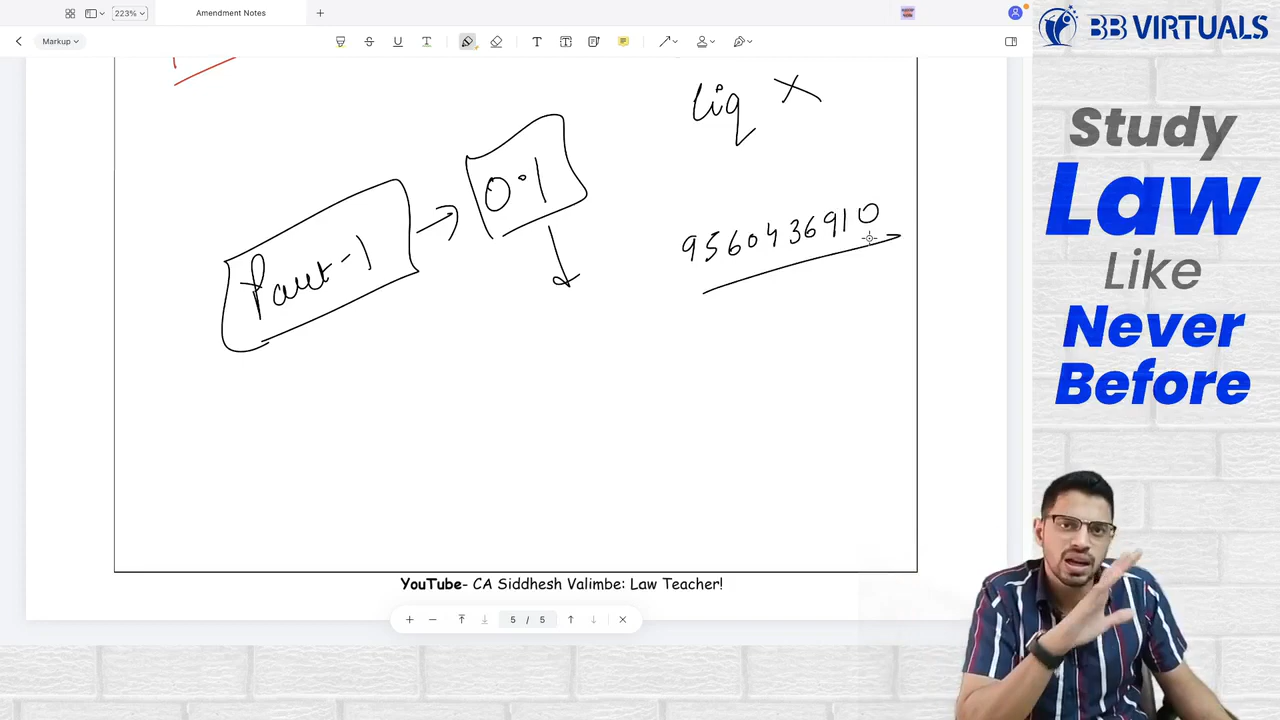 223%
Amendment Notes
Markup
T
liq X
0.1
Part-1
9560436910
YouTube- CA Siddhesh Valimbe: Law Teacher!
5 / 5
BB VIRTUALS
Study
Law
Like
Never
Before